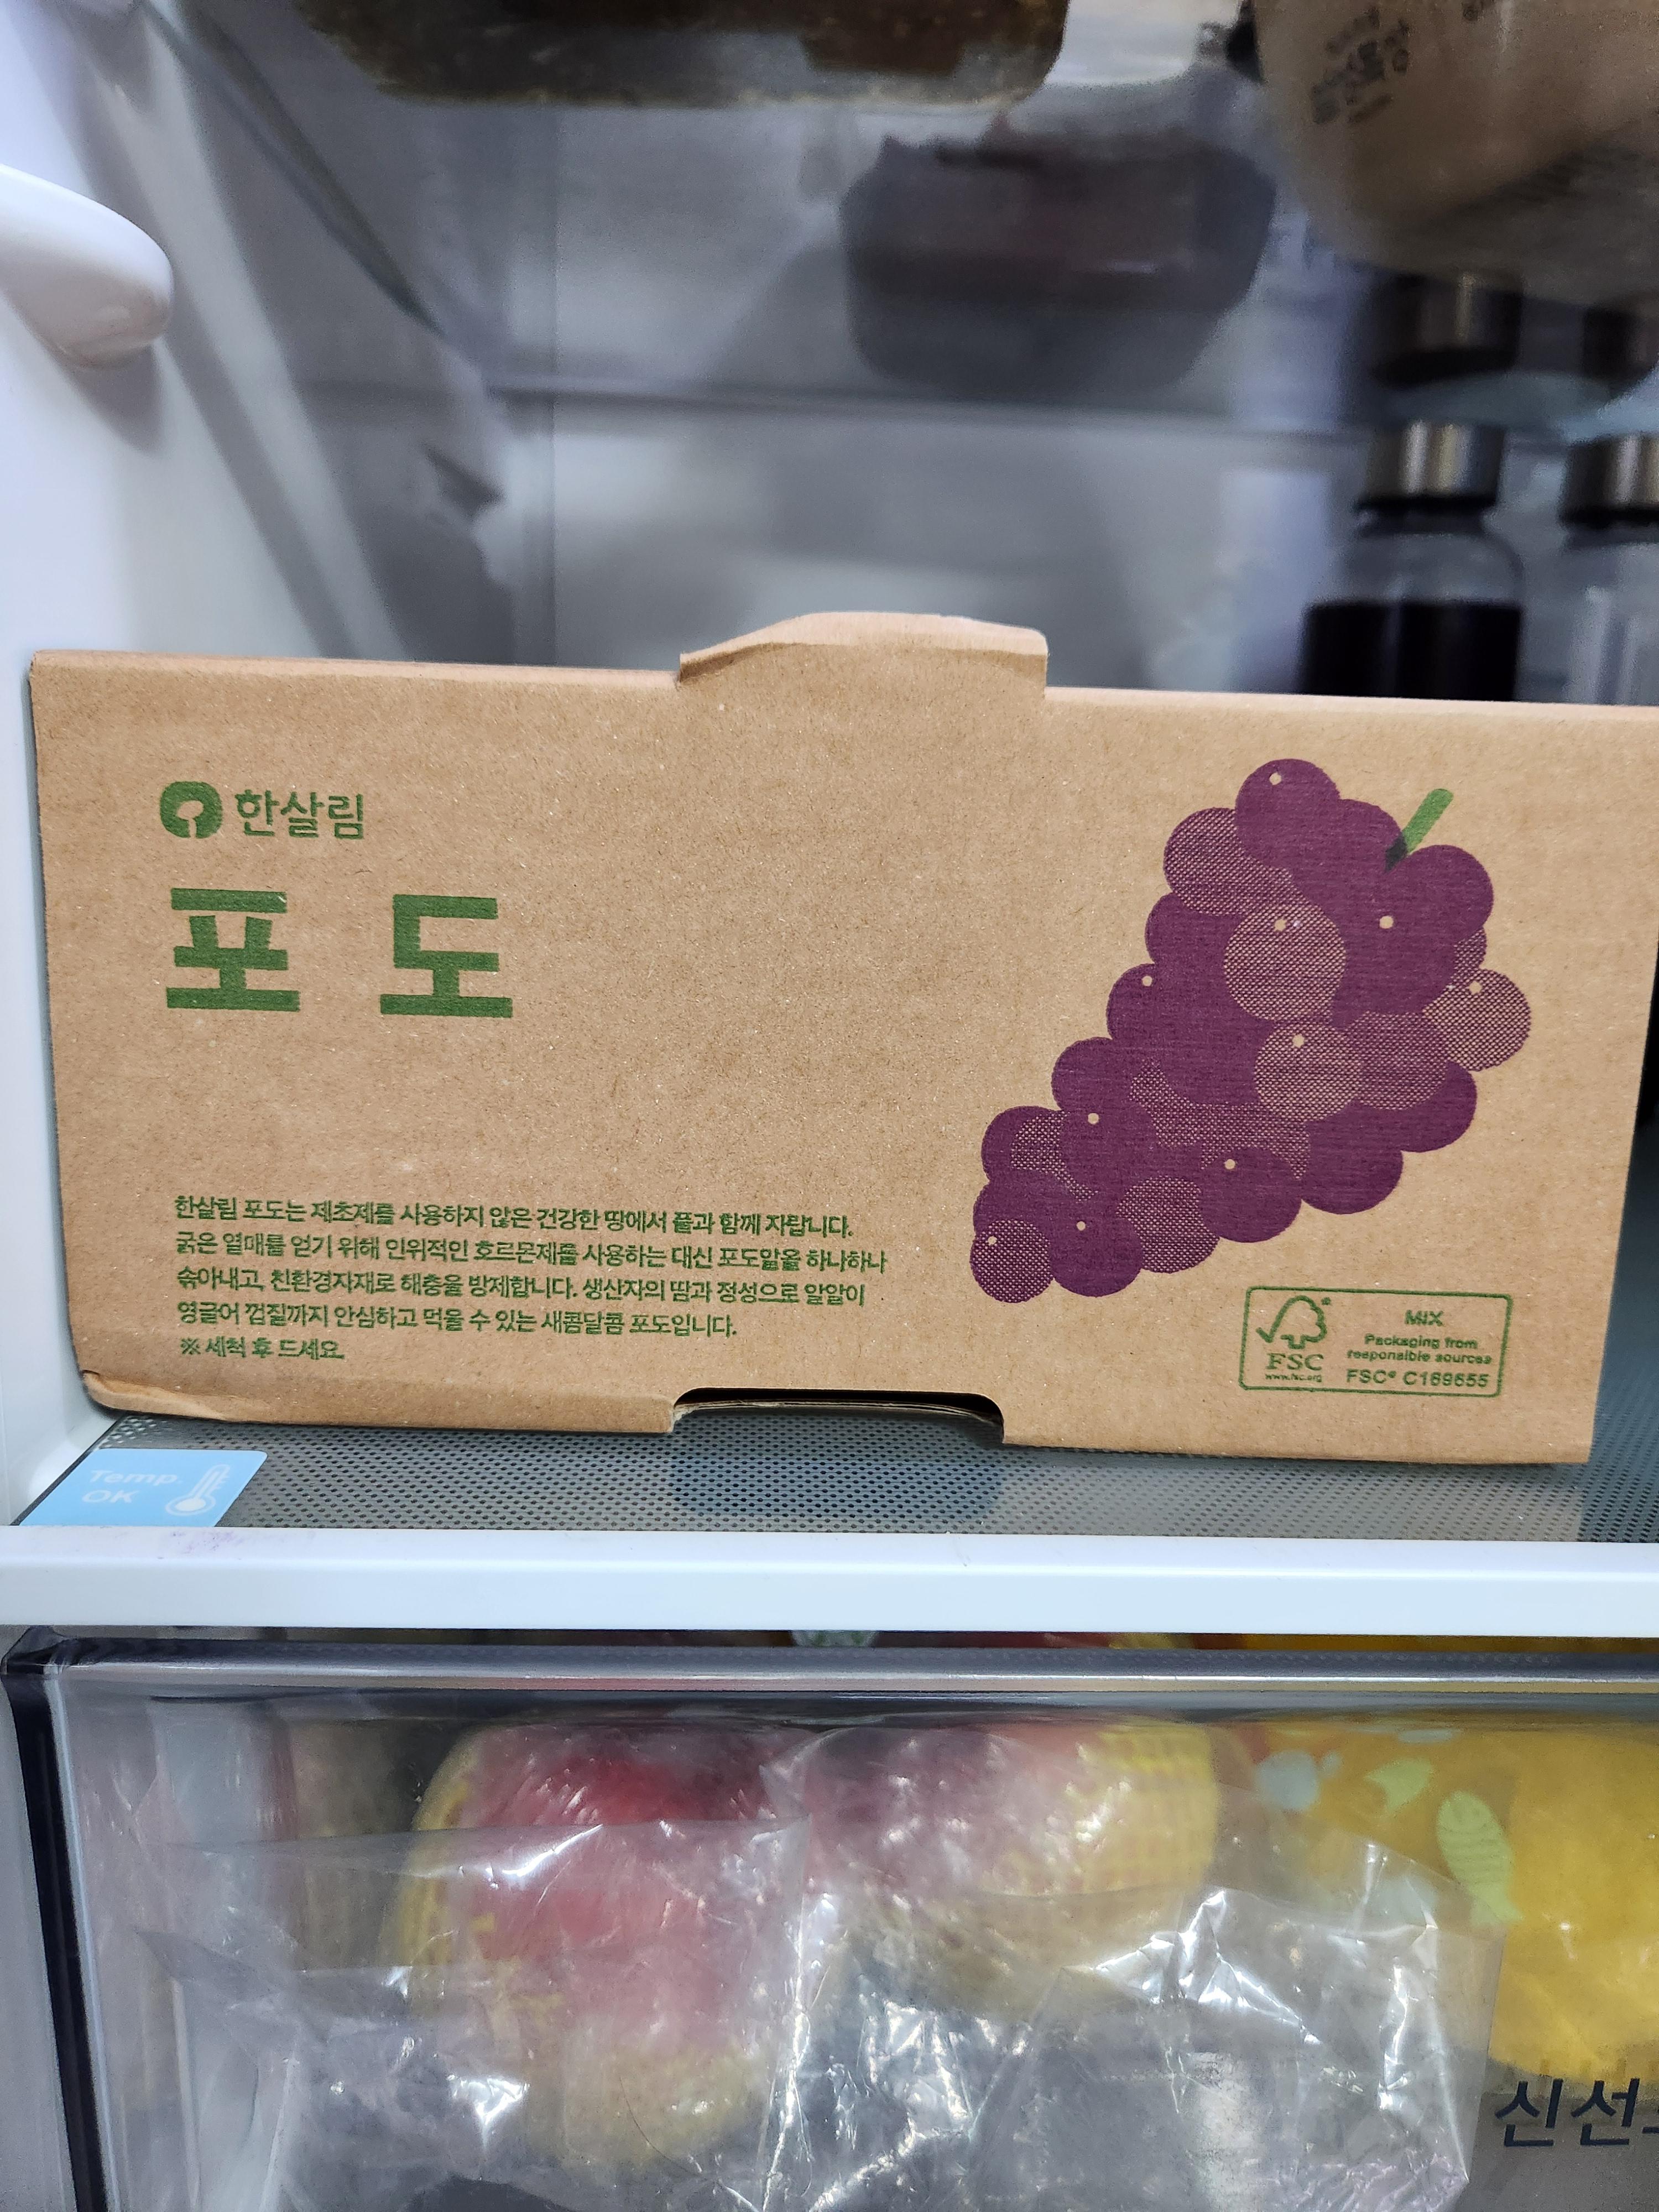 한살림
포도
한살림 포도는 제초제를 사용하지 않은 건강한 땅에서 풀과 함께 자랍니다.
굵은 열매를 얻기 위해 인위적인 호르몬제를 사용하는 대신 포도알을 하나하나
솎아내고, 친환경자재로 해충을 방제합니다. 생산자의 땀과 정성으로 알알이
영글어 껍질까지 안심하고 먹을 수 있는 새콤달콤 포도입니다.
※ 세척 후 드세요.
FSC
www.fsc.org
MIX
Packaging from
responsible sources
FSC® C169655
Temp.
OK
신선